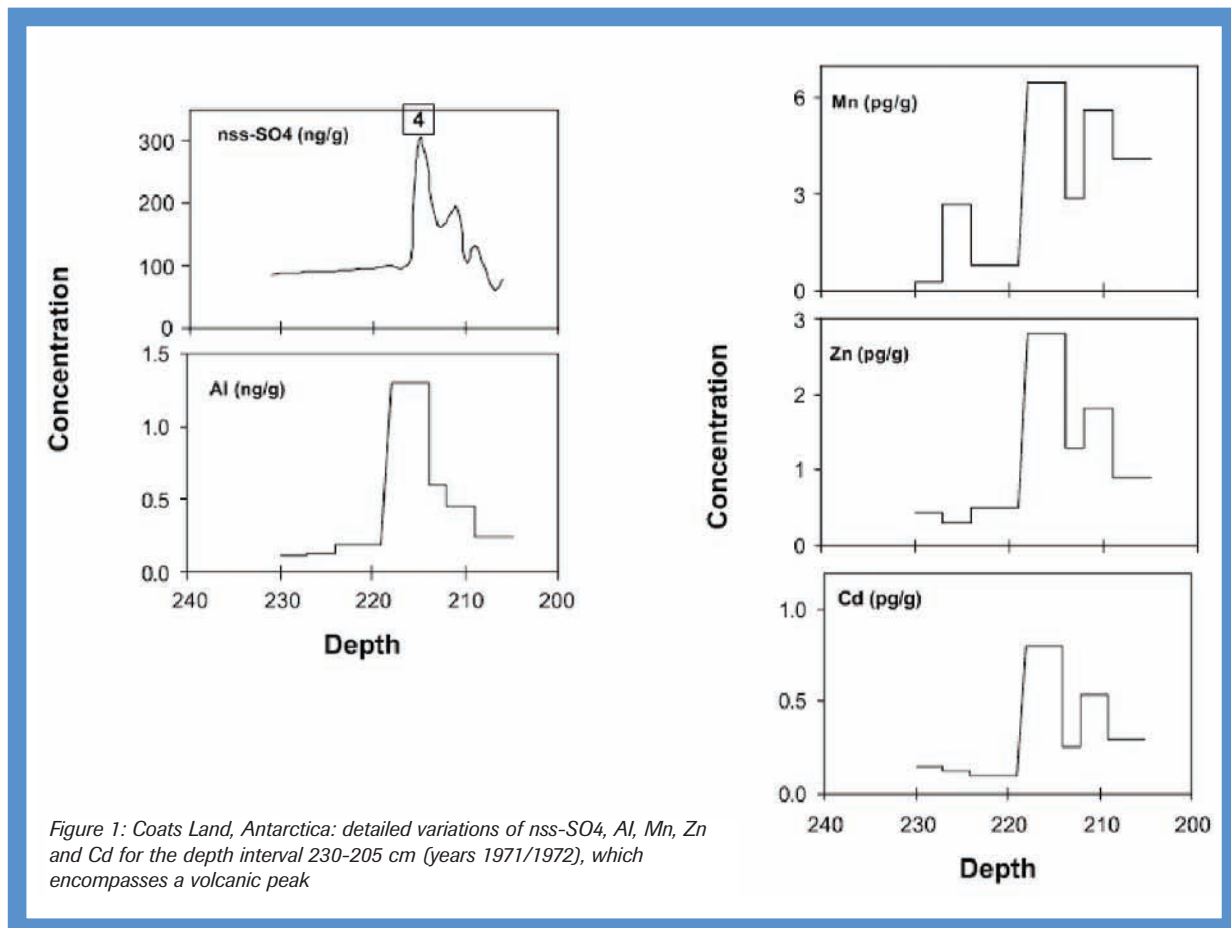 4
nss-SO4 (ng/g)
300
200
100
0
Concentration
1.5
Al (ng/g)
1.0
0.5
0.0
240 230 220 210 200
Depth
6
Mn (pg/g)
3
0
3
Zn (pg/g)
2
1
0
Concentration
1.0
Cd (pg/g)
0.5
0.0
240 230 220 210 200
Depth
Figure 1: Coats Land, Antarctica: detailed variations of nss-SO4, Al, Mn, Zn
and Cd for the depth interval 230-205 cm (years 1971/1972), which
encompasses a volcanic peak